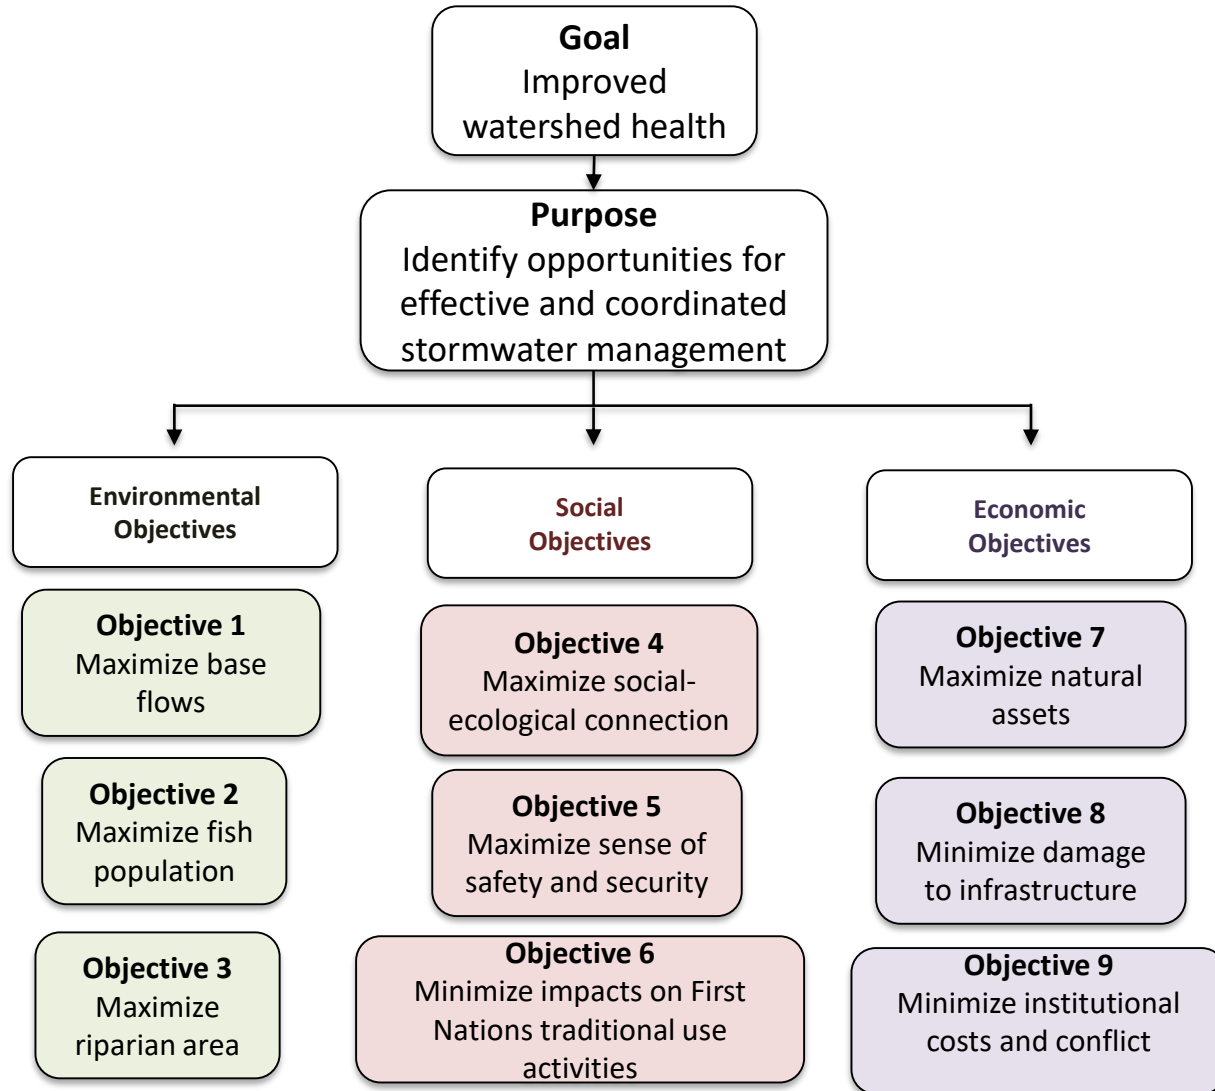 Goal
Improved
watershed health
Purpose
Identify opportunities for
effective and coordinated
stormwater management
Environmental
Objectives
Objective 1
Maximize base
flows
Objective 2
Maximize fish
population
Objective 3
Maximize
riparian area
Social
Objectives
Objective 4
Maximize social-
ecological connection
Objective 5
Maximize sense of
safety and security
Objective 6
Minimize impacts on First
Nations traditional use
activities
Economic
Objectives
Objective 7
Maximize natural
assets
Objective 8
Minimize damage
to infrastructure
Objective 9
Minimize institutional
costs and conflict